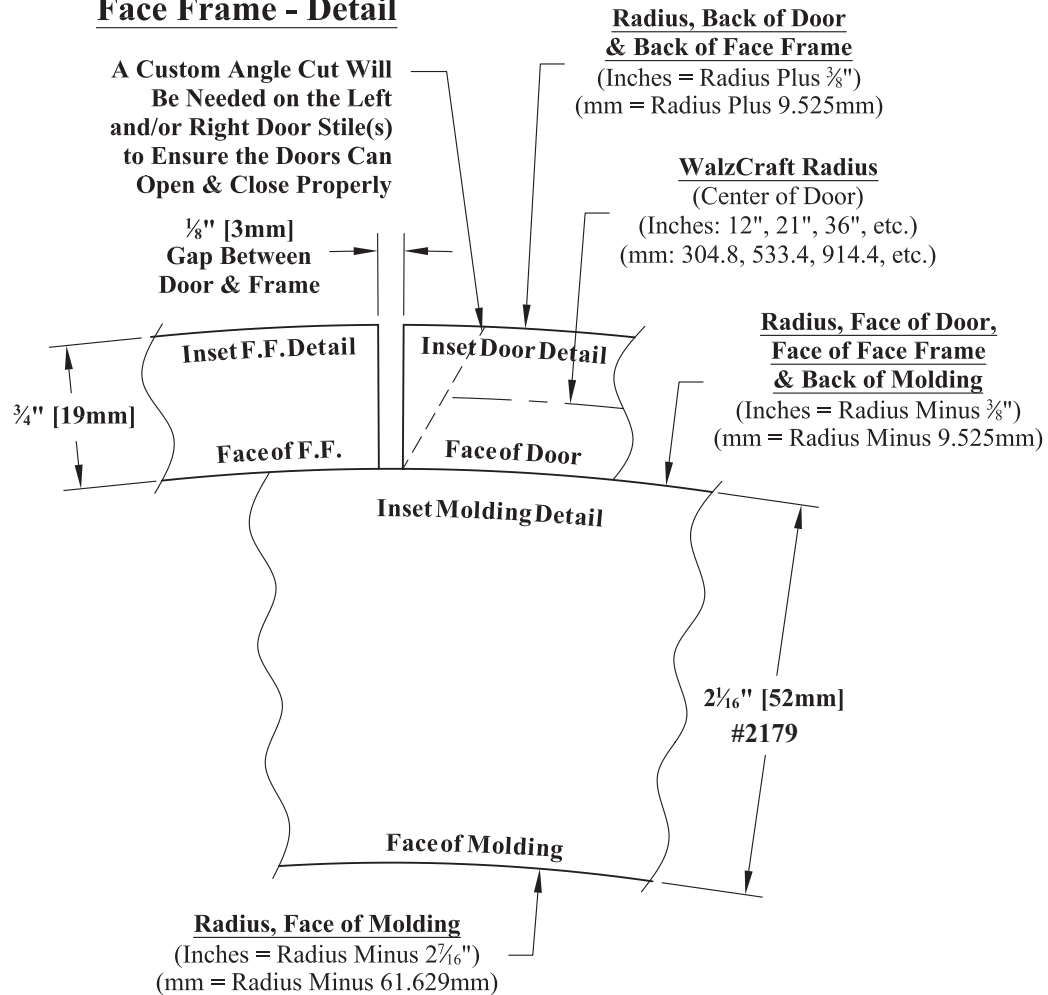 Face Frame - Detail
A Custom Angle Cut Will
Be Needed on the Left
and/or Right Door Stile(s)
to Ensure the Doors Can
Open & Close Properly
⅛" [3mm]
Gap Between
Door & Frame
Radius, Back of Door
& Back of Face Frame
(Inches = Radius Plus ⅜")
(mm = Radius Plus 9.525mm)
WalzCraft Radius
(Center of Door)
(Inches: 12", 21", 36", etc.)
(mm: 304.8, 533.4, 914.4, etc.)
Radius, Face of Door,
Face of Face Frame
& Back of Molding
(Inches = Radius Minus ⅜")
(mm = Radius Minus 9.525mm)
Inset F.F. Detail
Inset Door Detail
¾" [19mm]
Face of F.F.
Face of Door
Inset Molding Detail
2 1⁄16" [52mm]
#2179
Face of Molding
Radius, Face of Molding
(Inches = Radius Minus 2 7⁄16")
(mm = Radius Minus 61.629mm)